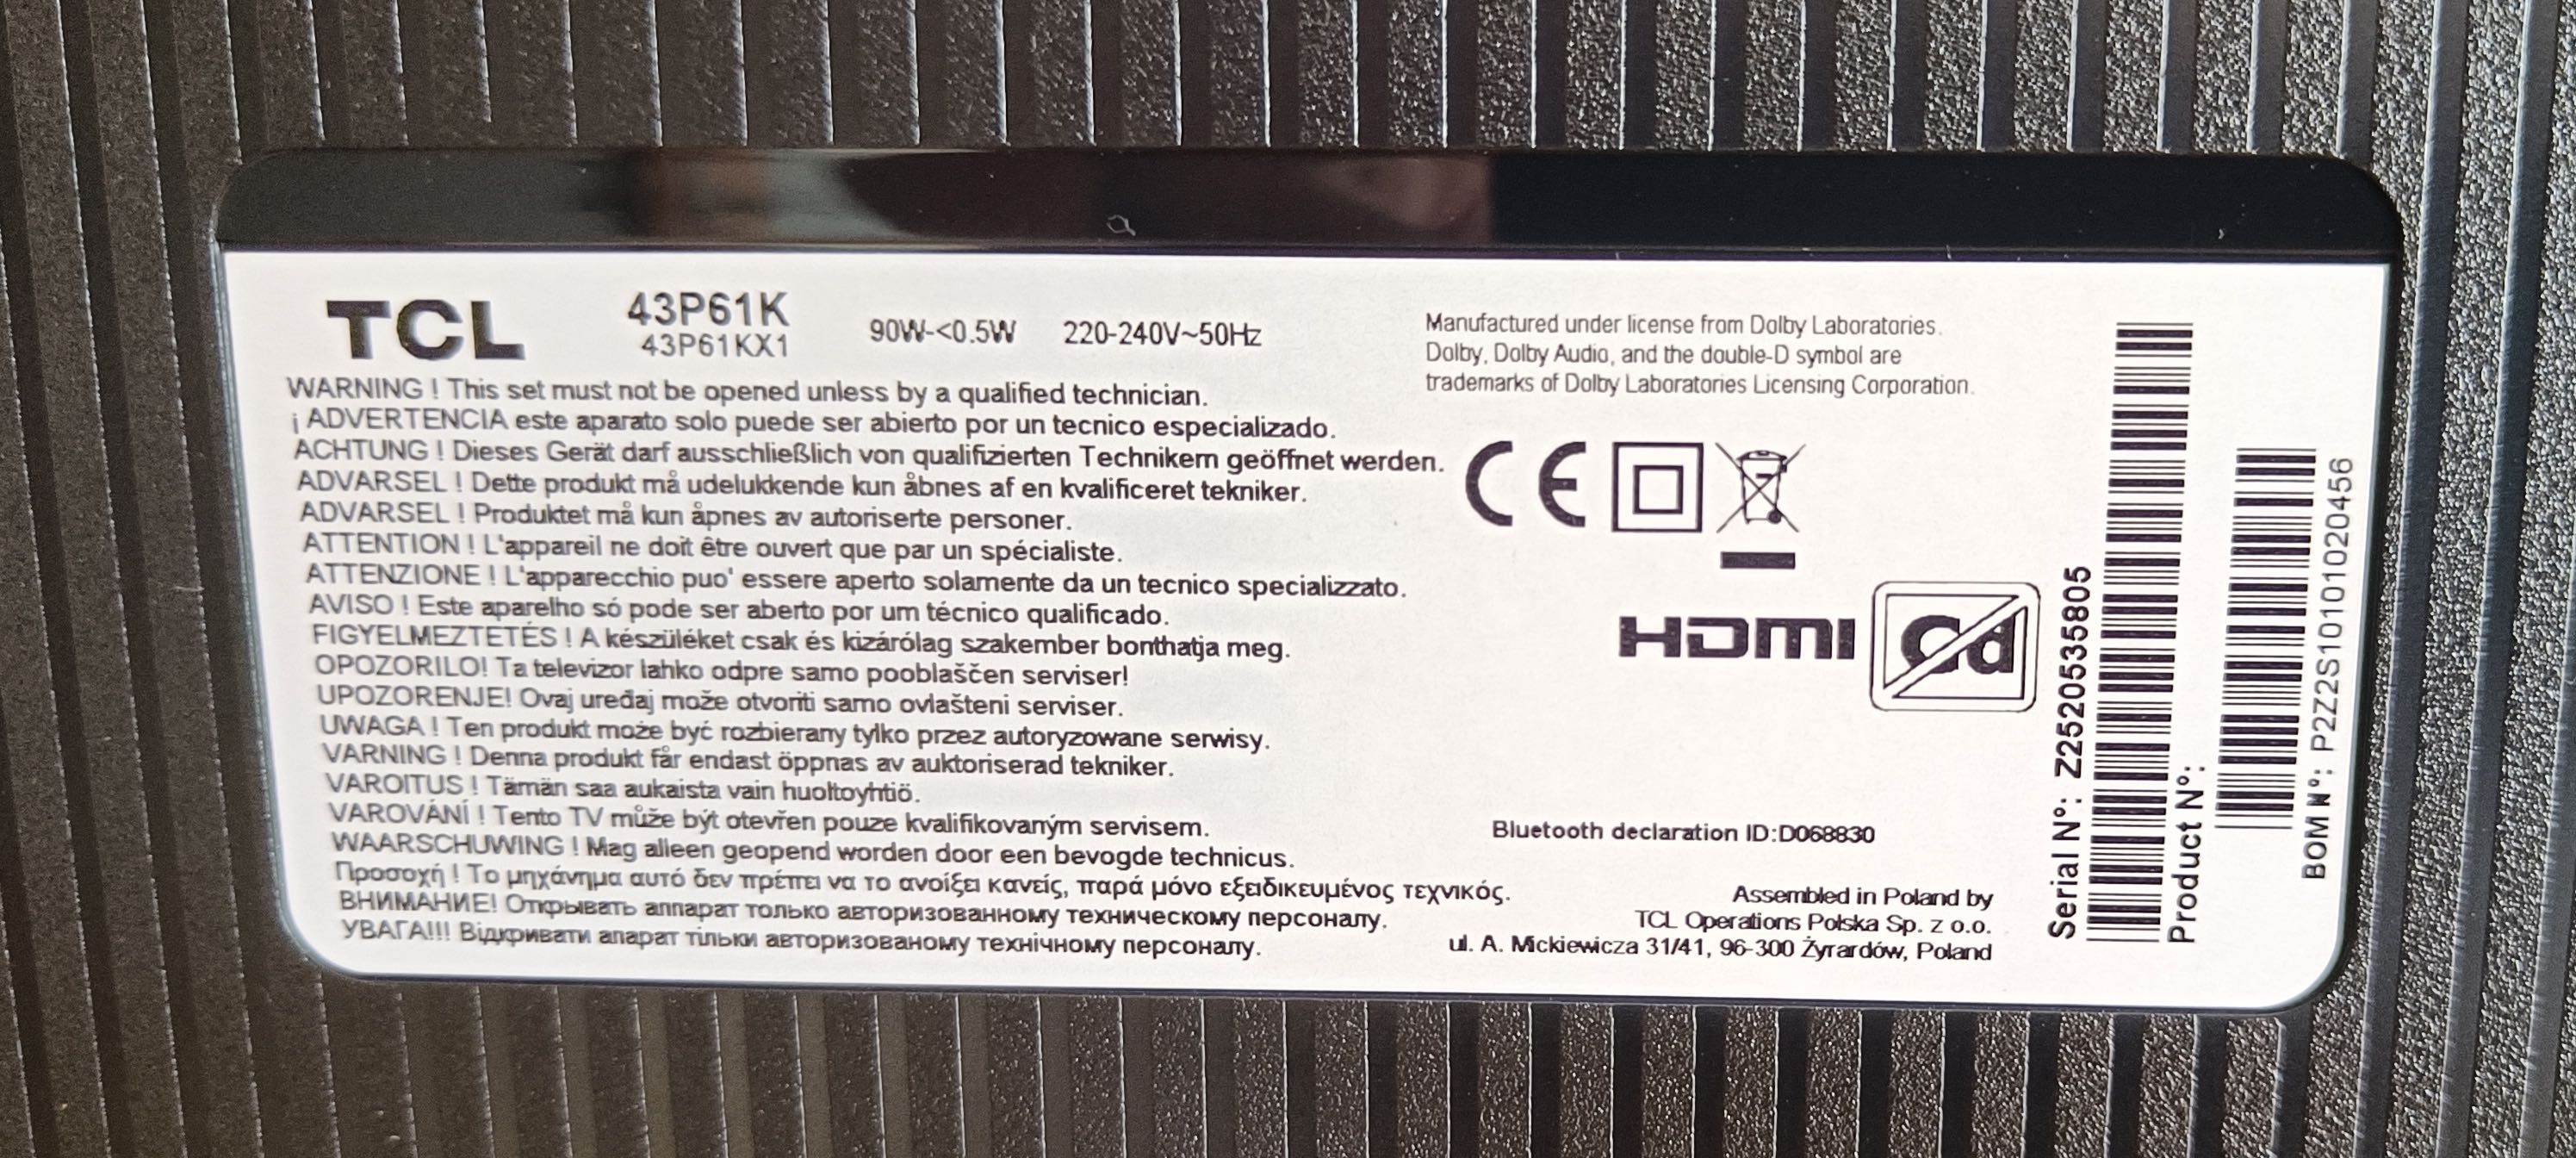 TCL
43P61K
43P61KX1
90W-<0.5W 220-240V~50Hz
WARNING ! This set must not be opened unless by a qualified technician.
¡ ADVERTENCIA este aparato solo puede ser abierto por un tecnico especializado.
ACHTUNG ! Dieses Gerät darf ausschließlich von qualifizierten Technikern geöffnet werden.
ADVARSEL ! Dette produkt må udelukkende kun åbnes af en kvalificeret tekniker.
ADVARSEL ! Produktet må kun åpnes av autoriserte personer.
ATTENTION ! L'appareil ne doit être ouvert que par un spécialiste.
ATTENZIONE ! L'apparecchio puo' essere aperto solamente da un tecnico specializzato.
AVISO ! Este aparelho só pode ser aberto por um técnico qualificado.
FIGYELMEZTETÉS ! A készüléket csak és kizárólag szakember bonthatja meg.
OPOZORILO! Ta televizor lahko odpre samo pooblaščen serviser!
UPOZORENJE! Ovaj uređaj može otvoriti samo ovlašteni serviser.
UWAGA ! Ten produkt może być rozbierany tylko przez autoryzowane serwisy.
VARNING ! Denna produkt får endast öppnas av auktoriserad tekniker.
VAROITUS ! Tämän saa aukaista vain huoltoyhtiö.
VAROVÁNÍ ! Tento TV může být otevřen pouze kvalifikovaným servisem.
WAARSCHUWING ! Mag alleen geopend worden door een bevogde technicus.
Προσοχή ! Το μηχάνημα αυτό δεν πρέπει να το ανοίξει κανείς, παρά μόνο εξειδικευμένος τεχνικός.
ВНИМАНИЕ! Открывать аппарат только авторизованному техническому персоналу.
УВАГА!!! Відкривати апарат тільки авторизованому технічному персоналу.
Manufactured under license from Dolby Laboratories.
Dolby, Dolby Audio, and the double-D symbol are
trademarks of Dolby Laboratories Licensing Corporation.
CE
HDMI
Cd
Bluetooth declaration ID:D068830
Assembled in Poland by
TCL Operations Polska Sp. z o.o.
ul. A. Mickiewicza 31/41, 96-300 Żyrardów, Poland
Serial N°: Z2520535805
Product N°:
BOM N°: P2Z2S10101020456